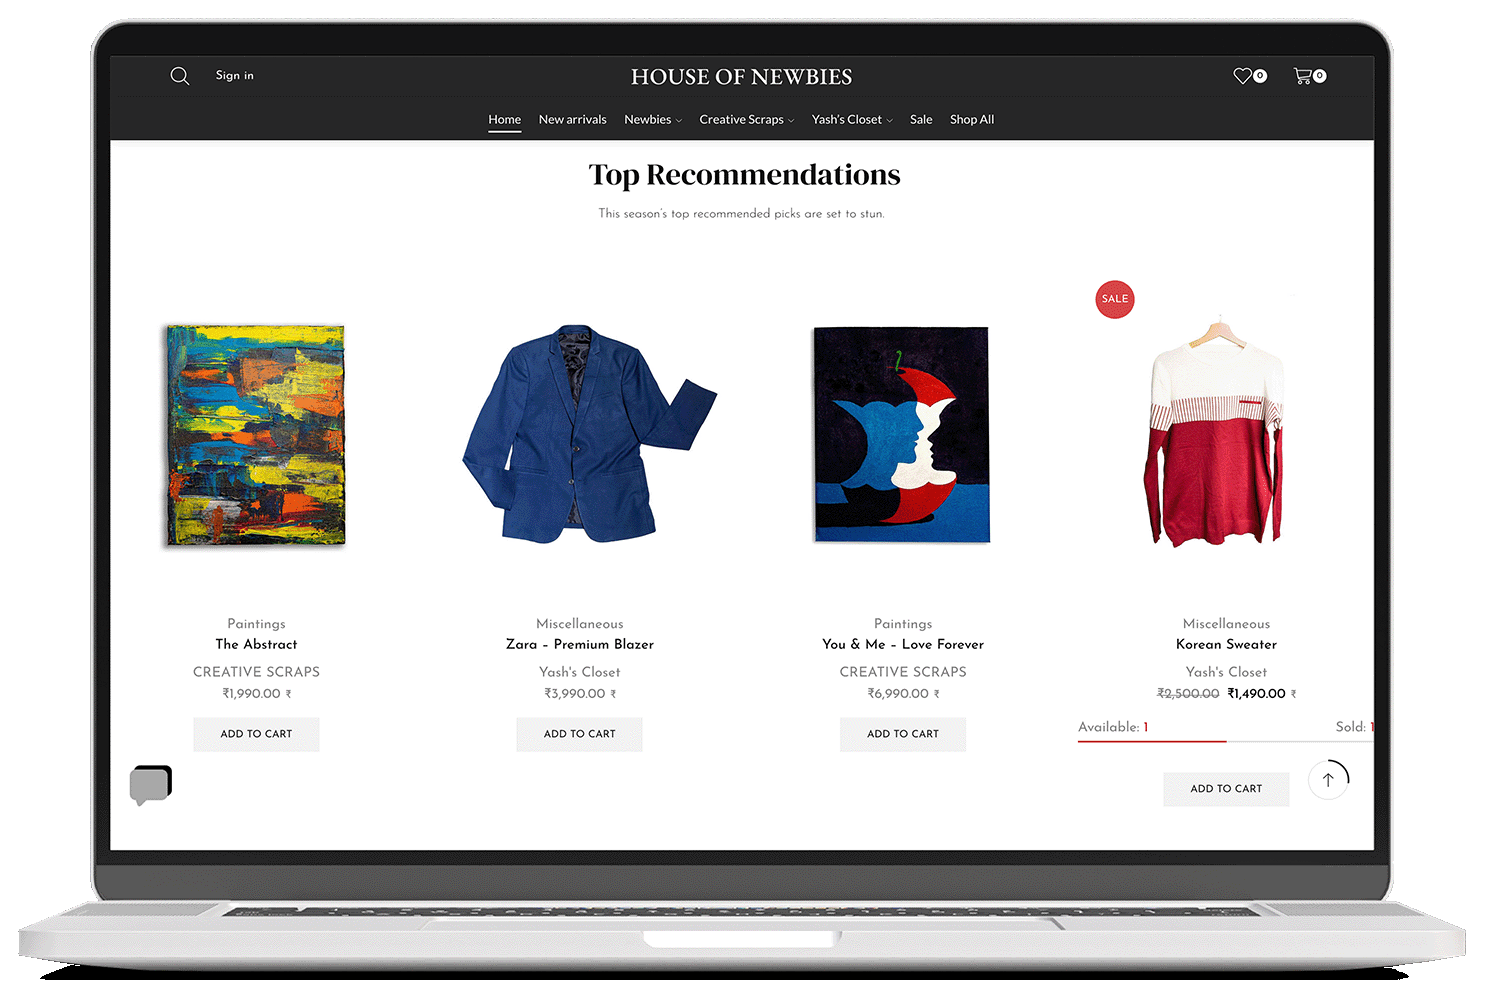 Sign in
HOUSE OF NEWBIES
0
0
Home New arrivals Newbies Creative Scraps Yash's Closet Sale Shop All
Top Recommendations
This season's top recommended picks are set to stun.
SALE
Paintings
The Abstract
CREATIVE SCRAPS
₹1,990.00 ₹
ADD TO CART
Miscellaneous
Zara – Premium Blazer
Yash's Closet
₹3,990.00 ₹
ADD TO CART
Paintings
You & Me – Love Forever
CREATIVE SCRAPS
₹6,990.00 ₹
ADD TO CART
Miscellaneous
Korean Sweater
Yash's Closet
₹2,500.00 ₹1,490.00 ₹
Available: 1 Sold: 1
ADD TO CART